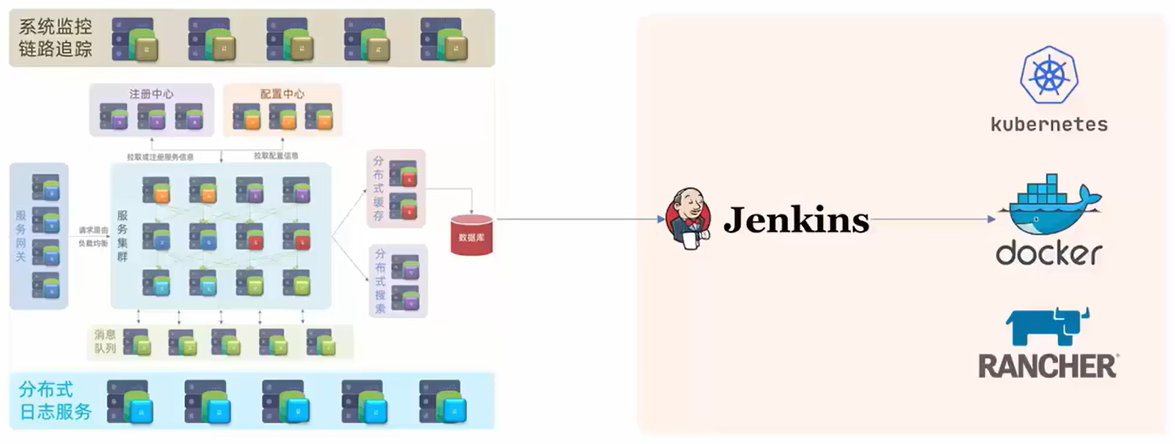 系统监控
链路追踪
注册中心
配置中心
拉取或注册服务信息
拉取配置信息
服务网关
请求路由
负载均衡
服务集群
分布式缓存
分布式搜索
数据库
消息
队列
分布式
日志服务
Jenkins
kubernetes
docker
RANCHER